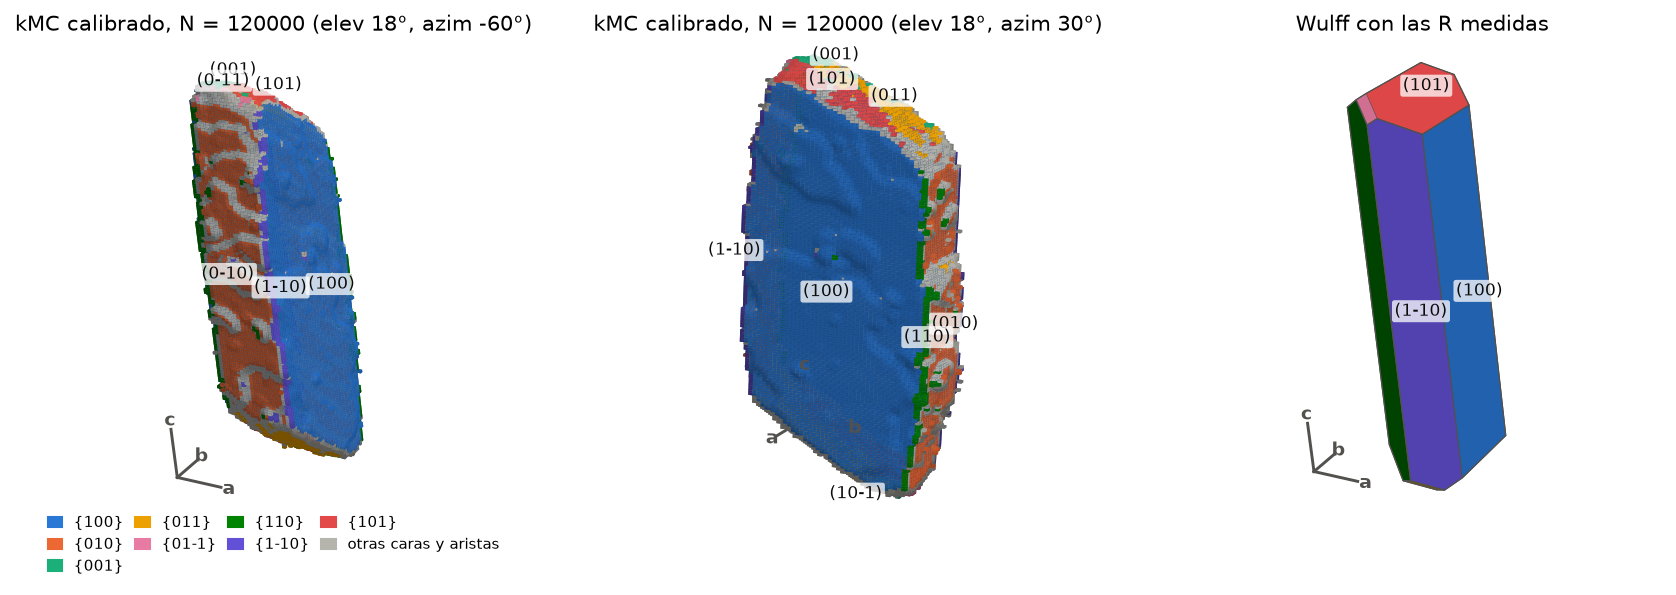 kMC calibrado, N = 120000 (elev 18°, azim -60°)
(001)
(0-11)
(101)
(0-10)
(1-10)
(100)
c
b
a
{100}
{010}
{001}
{011}
{01-1}
{110}
{1-10}
{101}
otras caras y aristas
kMC calibrado, N = 120000 (elev 18°, azim 30°)
(001)
(101)
(011)
(1-10)
(100)
(010)
(110)
c
b
a
(10-1)
Wulff con las R medidas
(101)
(100)
(1-10)
c
b
a